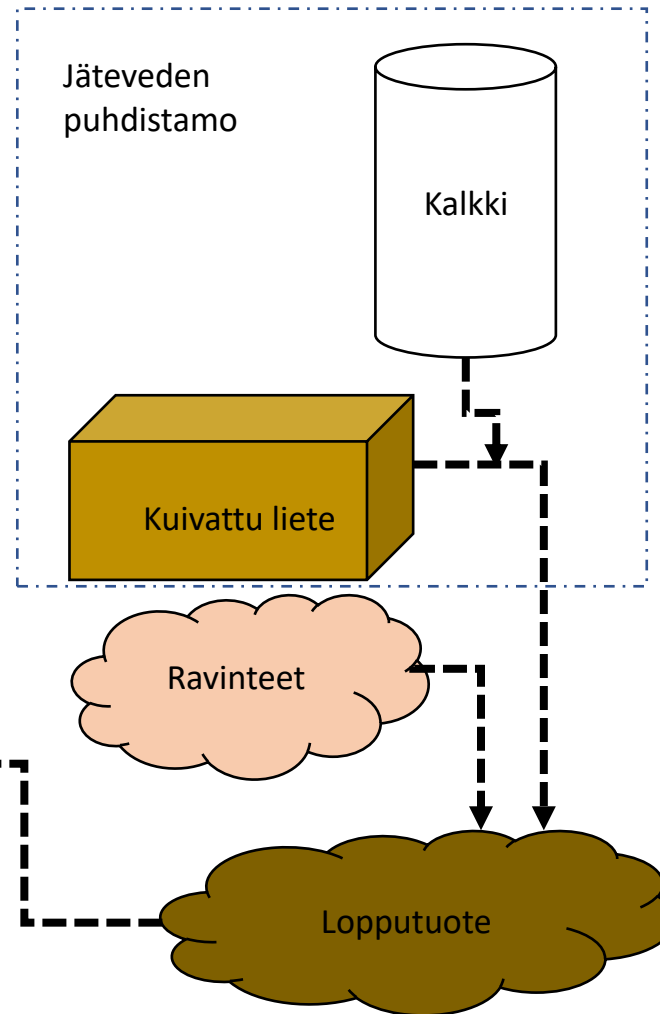 Jäteveden
puhdistamo
Kalkki
Kuivattu liete
Ravinteet
Lopputuote